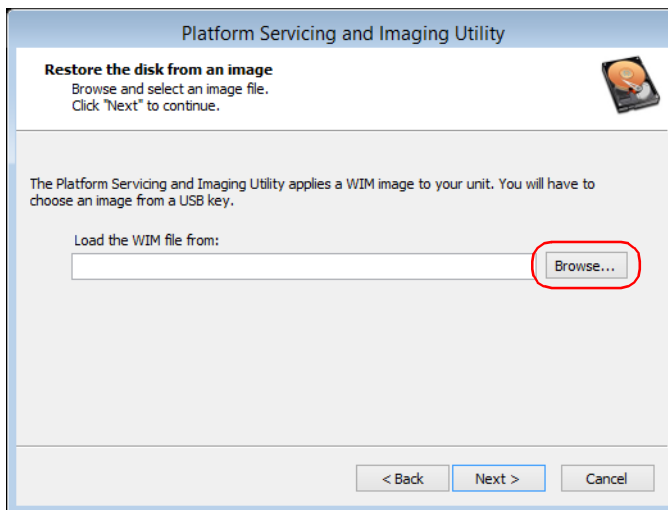 Platform Servicing and Imaging Utility
Restore the disk from an image
Browse and select an image file.
Click "Next" to continue.
The Platform Servicing and Imaging Utility applies a WIM image to your unit. You will have to
choose an image from a USB key.
Load the WIM file from:
Browse...
< Back Next > Cancel